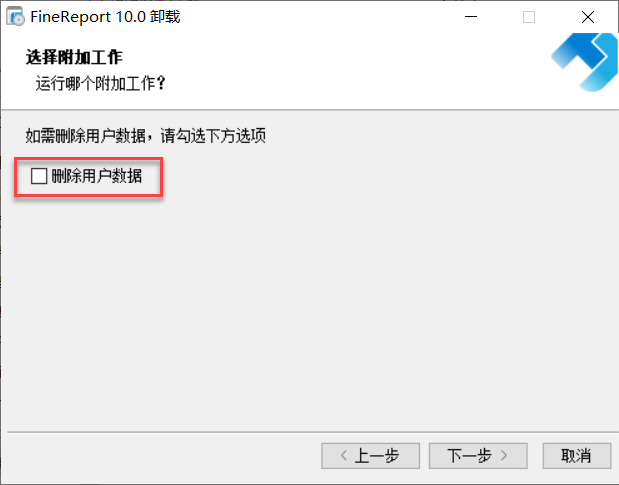 FineReport 10.0 卸载
选择附加工作
运行哪个附加工作?
如需删除用户数据，请勾选下方选项
删除用户数据
< 上一步
下一步 >
取消